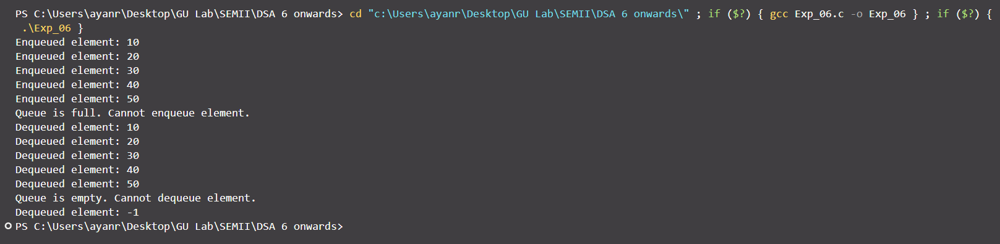 PS C:\Users\ayanr\Desktop\GU Lab\SEMII\DSA 6 onwards> cd "c:\Users\ayanr\Desktop\GU Lab\SEMII\DSA 6 onwards\" ; if ($?) { gcc Exp_06.c -o Exp_06 } ; if ($?) {
.\Exp_06 }
Enqueued element: 10
Enqueued element: 20
Enqueued element: 30
Enqueued element: 40
Enqueued element: 50
Queue is full. Cannot enqueue element.
Dequeued element: 10
Dequeued element: 20
Dequeued element: 30
Dequeued element: 40
Dequeued element: 50
Queue is empty. Cannot dequeue element.
Dequeued element: -1
PS C:\Users\ayanr\Desktop\GU Lab\SEMII\DSA 6 onwards>